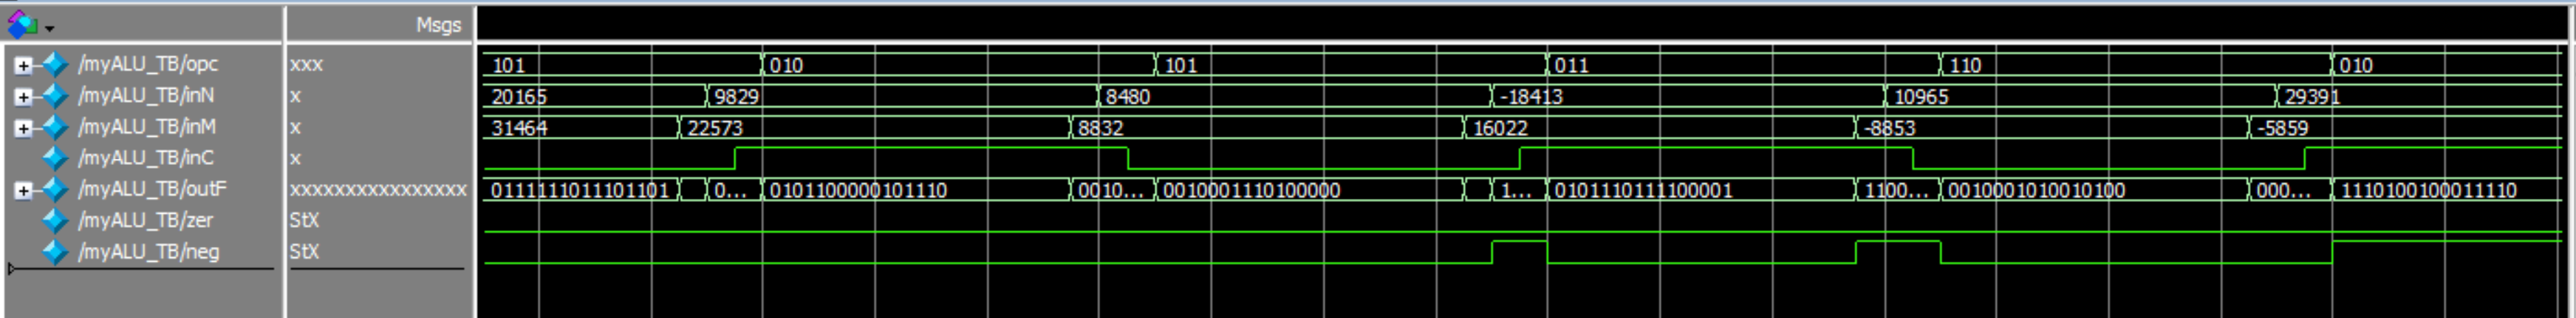 Msgs
/myALU_TB/opc xxx 101 010 101 011 110 010
/myALU_TB/inN x 20165 9829 8480 -18413 10965 29391
/myALU_TB/inM x 31464 22573 8832 16022 -8853 -5859
/myALU_TB/inC x
/myALU_TB/outF xxxxxxxxxxxxxxxx 0111111011101101 0... 0101100000101110 0010... 0010001110100000 1... 0101110111100001 1100... 0010001010010100 000... 1110100100011110
/myALU_TB/zer StX
/myALU_TB/neg StX